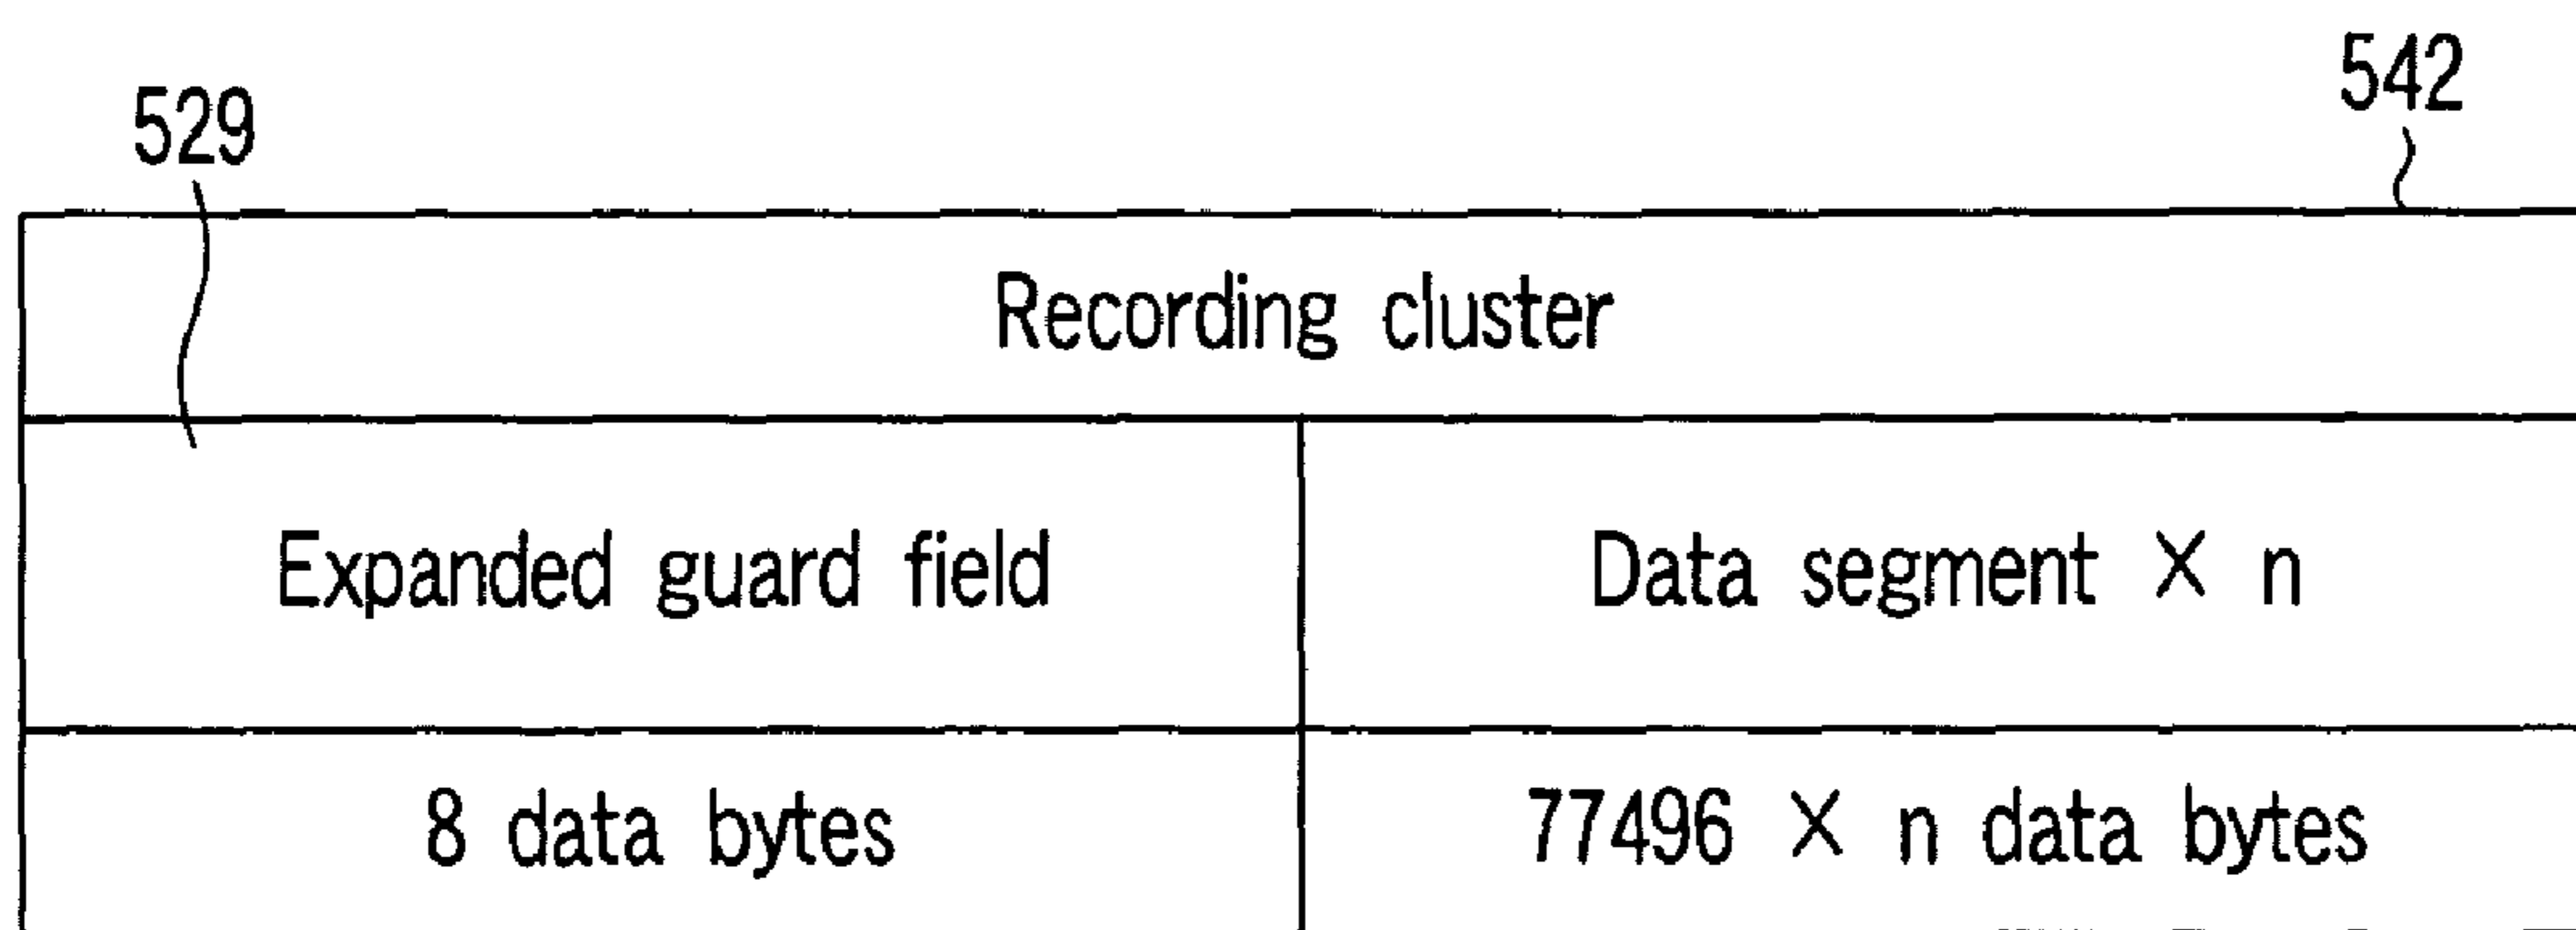 542
529
Recording cluster
Expanded guard field
Data segment × n
8 data bytes
77496 × n data bytes